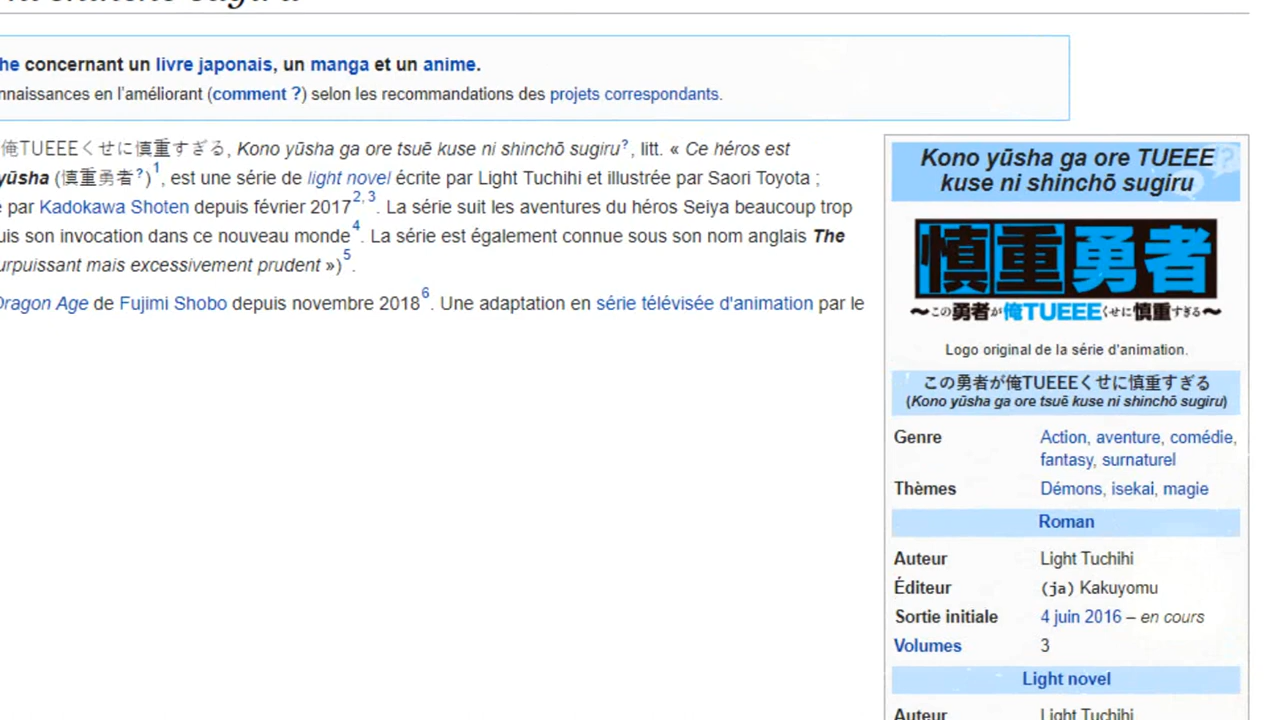 he concernant un livre japonais, un manga et un anime.
nnaissances en l'améliorant (comment ?) selon les recommandations des projets correspondants.
俺TUEEEくせに慎重すぎる, Kono yūsha ga ore tsuē kuse ni shinchō sugiru?, litt. « Ce héros est
yūsha (慎重勇者?)1, est une série de light novel écrite par Light Tuchihi et illustrée par Saori Toyota ;
e par Kadokawa Shoten depuis février 20172, 3. La série suit les aventures du héros Seiya beaucoup trop
uis son invocation dans ce nouveau monde4. La série est également connue sous son nom anglais The
urpuissant mais excessivement prudent »)5.
Dragon Age de Fujimi Shobo depuis novembre 20186. Une adaptation en série télévisée d'animation par le
Kono yūsha ga ore TUEEE
kuse ni shinchō sugiru
慎重勇者
～この勇者が俺TUEEEくせに慎重すぎる～
Logo original de la série d'animation.
この勇者が俺TUEEEくせに慎重すぎる
(Kono yūsha ga ore tsuē kuse ni shinchō sugiru)
Genre Action, aventure, comédie,
fantasy, surnaturel
Thèmes Démons, isekai, magie
Roman
Auteur Light Tuchihi
Éditeur (ja) Kakuyomu
Sortie initiale 4 juin 2016 – en cours
Volumes 3
Light novel
Auteur Light Tuchihi